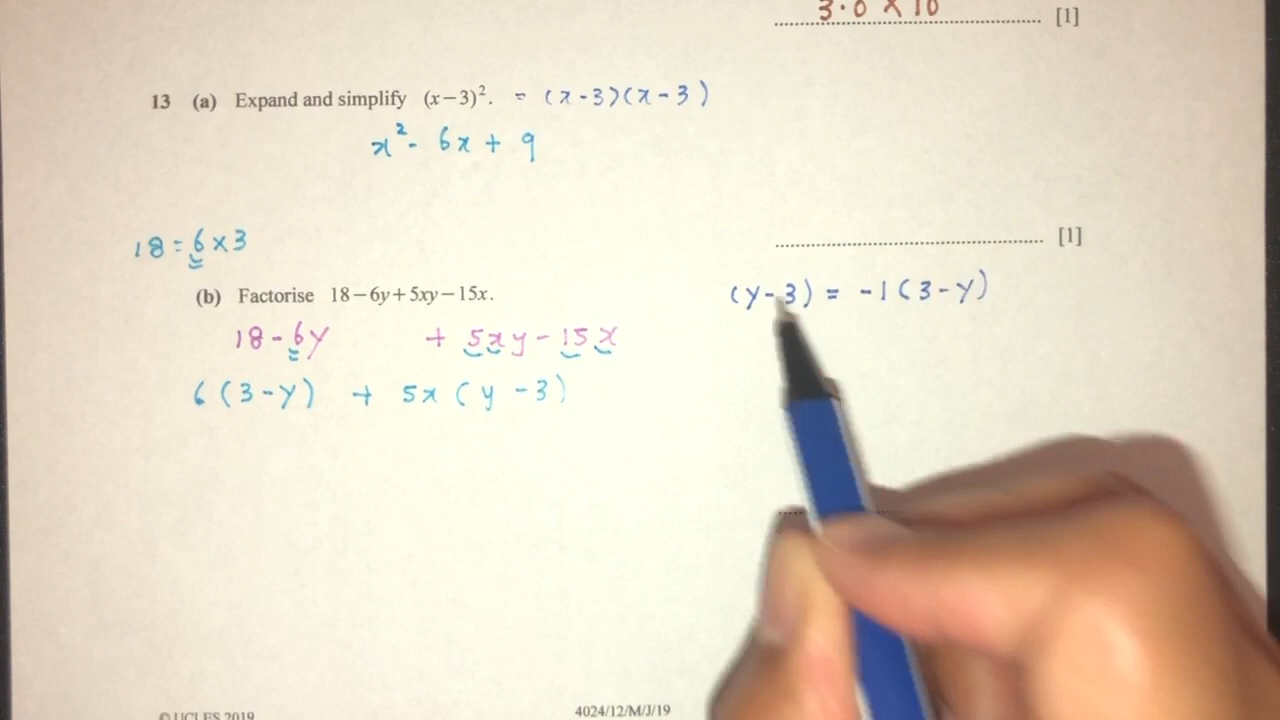 3.0 × 10 [1]
13 (a) Expand and simplify (x−3)². = (x-3)(x-3)
x² - 6x + 9
[1]
18 = 6 × 3
(b) Factorise 18−6y+5xy−15x.
(y-3) = -1(3-y)
18 - 6y + 5xy - 15x
6(3-y) + 5x(y-3)
© UCLES 2019
4024/12/M/J/19